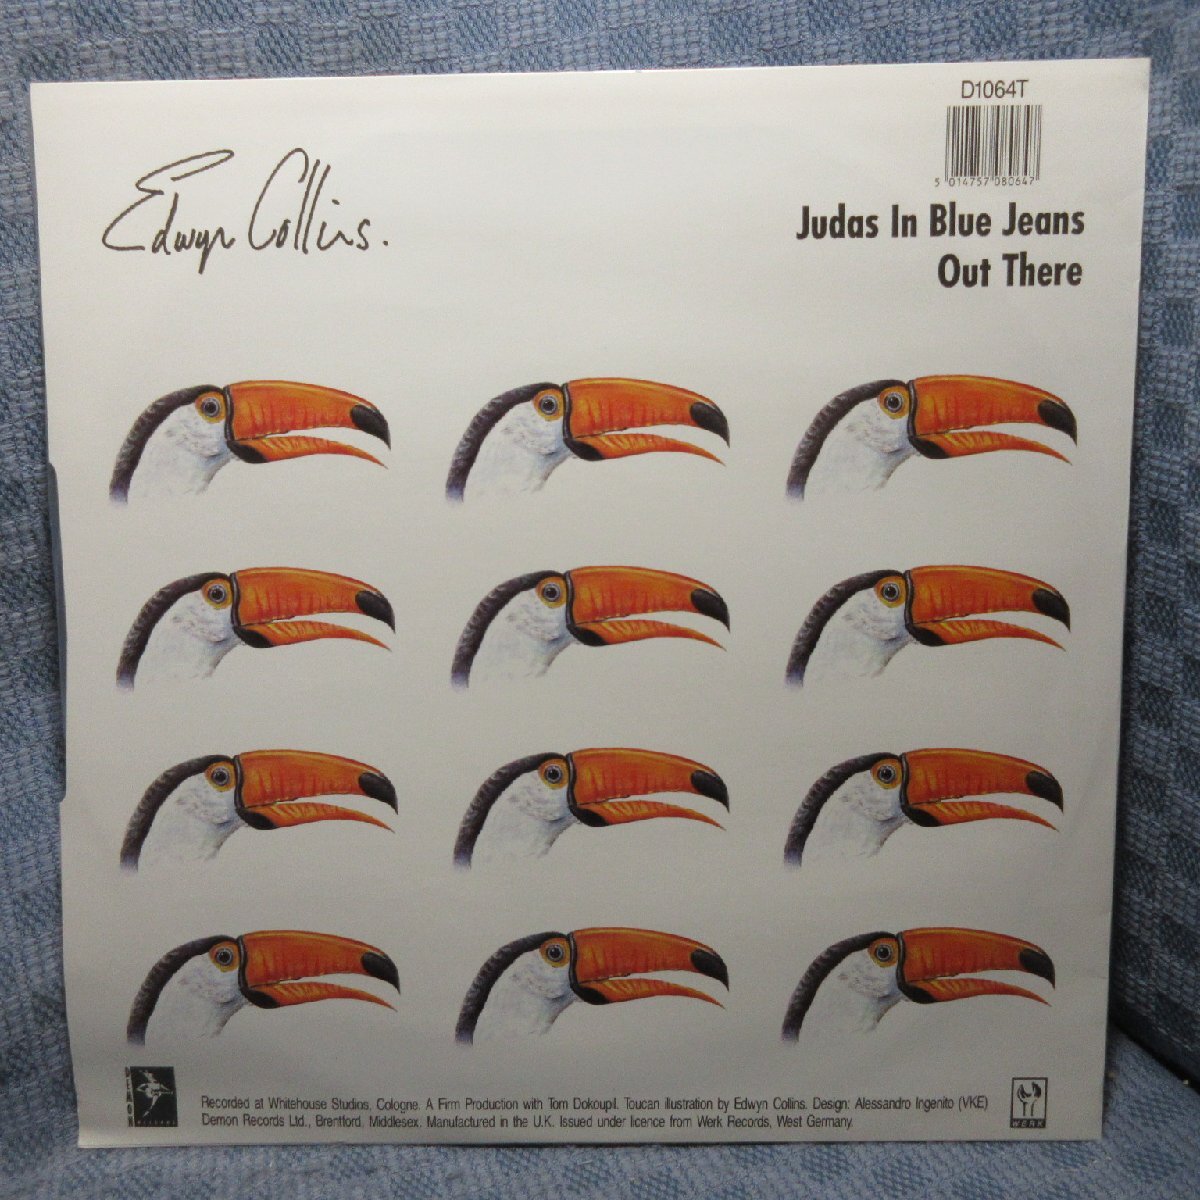 D1064T
5 014757 080647
Edwyn Collins.
Judas In Blue Jeans
Out There
DEMON
RECORDS
Recorded at Whitehouse Studios, Cologne. A Firm Production with Tom Dokoupil. Toucan illustration by Edwyn Collins. Design: Alessandro Ingenito (VKE)
Demon Records Ltd., Brentford, Middlesex. Manufactured in the U.K. Issued under licence from Werk Records, West Germany.
WERK